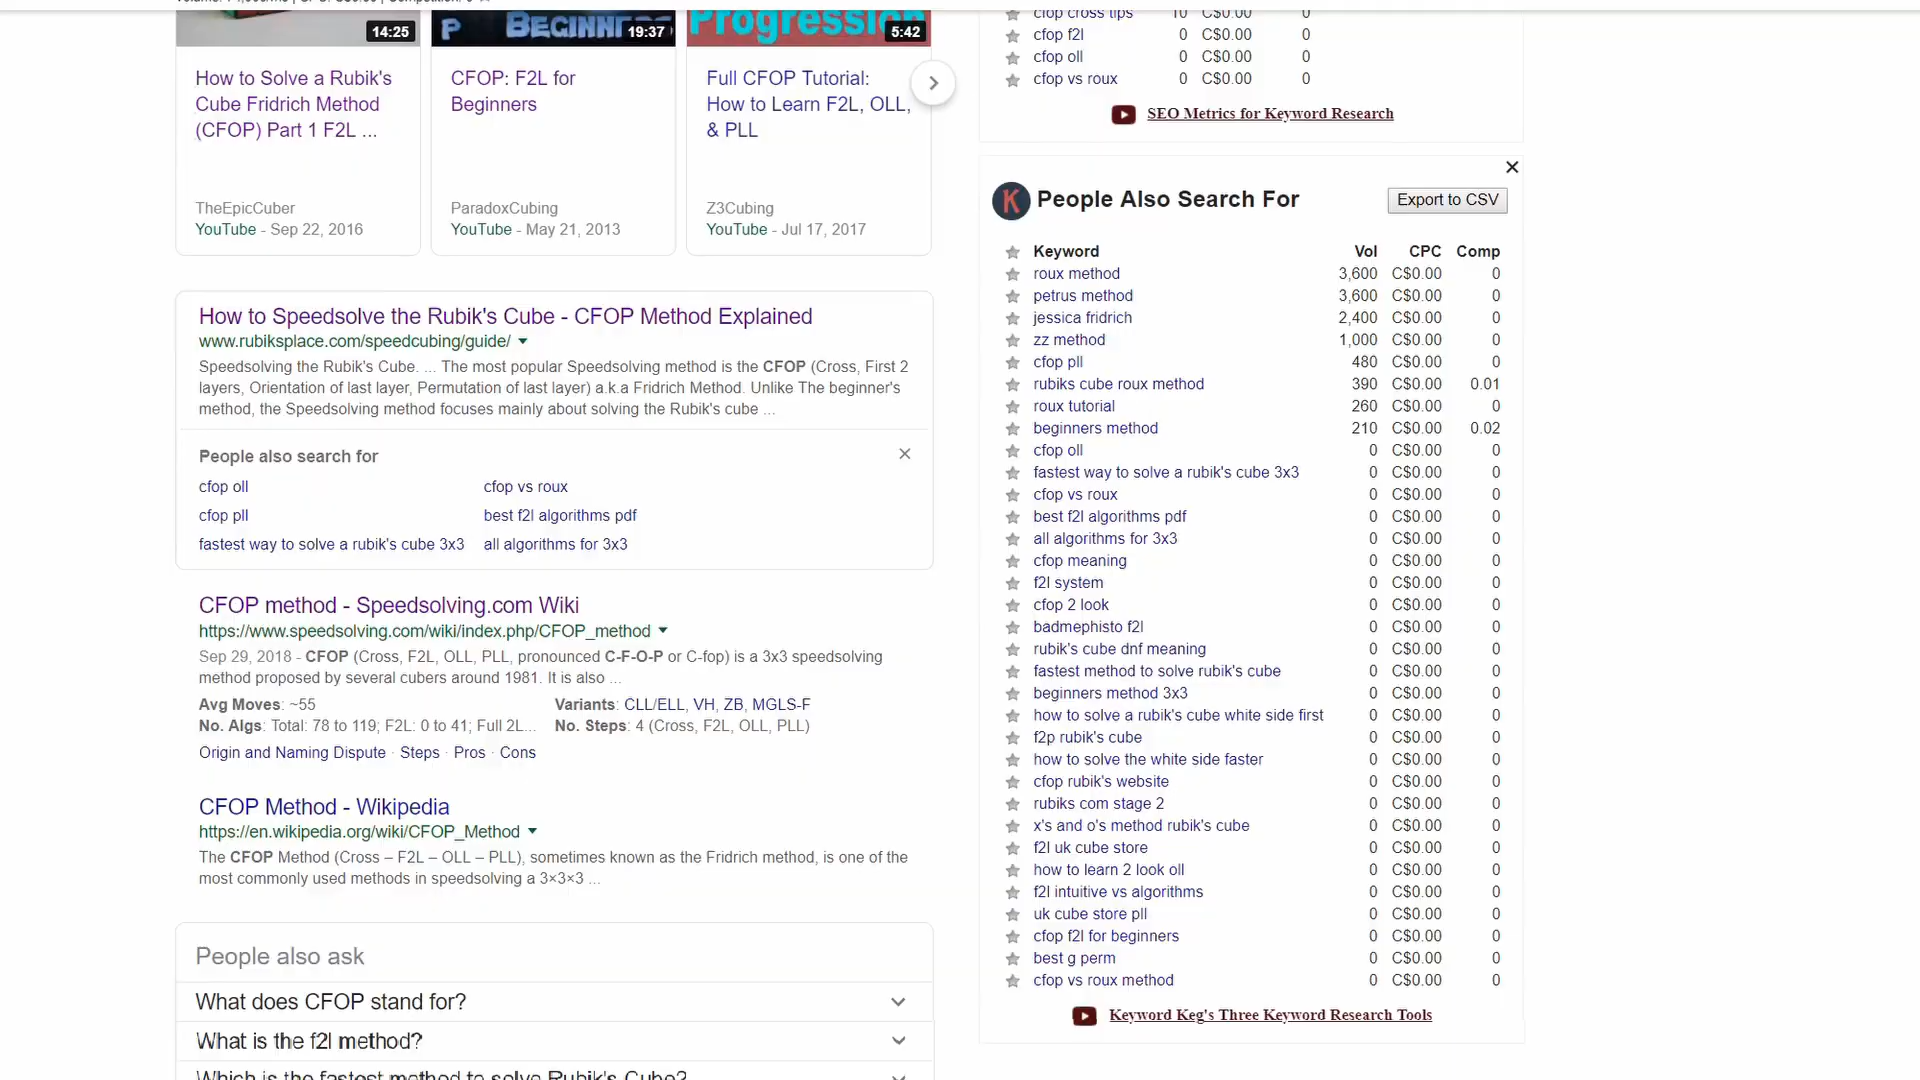 14:25
P BEGINN 19:37
Progression 5:42
How to Solve a Rubik's
Cube Fridrich Method
(CFOP) Part 1 F2L ...
TheEpicCuber
YouTube - Sep 22, 2016
CFOP: F2L for
Beginners
ParadoxCubing
YouTube - May 21, 2013
Full CFOP Tutorial:
How to Learn F2L, OLL,
& PLL
Z3Cubing
YouTube - Jul 17, 2017
How to Speedsolve the Rubik's Cube - CFOP Method Explained
www.rubiksplace.com/speedcubing/guide/
Speedsolving the Rubik's Cube. ... The most popular Speedsolving method is the CFOP (Cross, First 2
layers, Orientation of last layer, Permutation of last layer) a.k.a Fridrich Method. Unlike The beginner's
method, the Speedsolving method focuses mainly about solving the Rubik's cube ...
People also search for
cfop oll cfop vs roux
cfop pll best f2l algorithms pdf
fastest way to solve a rubik's cube 3x3 all algorithms for 3x3
CFOP method - Speedsolving.com Wiki
https://www.speedsolving.com/wiki/index.php/CFOP_method
Sep 29, 2018 - CFOP (Cross, F2L, OLL, PLL, pronounced C-F-O-P or C-fop) is a 3x3 speedsolving
method proposed by several cubers around 1981. It is also ...
Avg Moves: ~55 Variants: CLL/ELL, VH, ZB, MGLS-F
No. Algs: Total: 78 to 119; F2L: 0 to 41; Full 2L... No. Steps: 4 (Cross, F2L, OLL, PLL)
Origin and Naming Dispute · Steps · Pros · Cons
CFOP Method - Wikipedia
https://en.wikipedia.org/wiki/CFOP_Method
The CFOP Method (Cross – F2L – OLL – PLL), sometimes known as the Fridrich method, is one of the
most commonly used methods in speedsolving a 3×3×3 ...
People also ask
What does CFOP stand for?
What is the f2l method?
Which is the fastest method to solve Rubik's Cube?
cfop cross tips 10 C$0.00 0
cfop f2l 0 C$0.00 0
cfop oll 0 C$0.00 0
cfop vs roux 0 C$0.00 0
SEO Metrics for Keyword Research
K People Also Search For Export to CSV
Keyword Vol CPC Comp
roux method 3,600 C$0.00 0
petrus method 3,600 C$0.00 0
jessica fridrich 2,400 C$0.00 0
zz method 1,000 C$0.00 0
cfop pll 480 C$0.00 0
rubiks cube roux method 390 C$0.00 0.01
roux tutorial 260 C$0.00 0
beginners method 210 C$0.00 0.02
cfop oll 0 C$0.00 0
fastest way to solve a rubik's cube 3x3 0 C$0.00 0
cfop vs roux 0 C$0.00 0
best f2l algorithms pdf 0 C$0.00 0
all algorithms for 3x3 0 C$0.00 0
cfop meaning 0 C$0.00 0
f2l system 0 C$0.00 0
cfop 2 look 0 C$0.00 0
badmephisto f2l 0 C$0.00 0
rubik's cube dnf meaning 0 C$0.00 0
fastest method to solve rubik's cube 0 C$0.00 0
beginners method 3x3 0 C$0.00 0
how to solve a rubik's cube white side first 0 C$0.00 0
f2p rubik's cube 0 C$0.00 0
how to solve the white side faster 0 C$0.00 0
cfop rubik's website 0 C$0.00 0
rubiks com stage 2 0 C$0.00 0
x's and o's method rubik's cube 0 C$0.00 0
f2l uk cube store 0 C$0.00 0
how to learn 2 look oll 0 C$0.00 0
f2l intuitive vs algorithms 0 C$0.00 0
uk cube store pll 0 C$0.00 0
cfop f2l for beginners 0 C$0.00 0
best g perm 0 C$0.00 0
cfop vs roux method 0 C$0.00 0
Keyword Keg's Three Keyword Research Tools